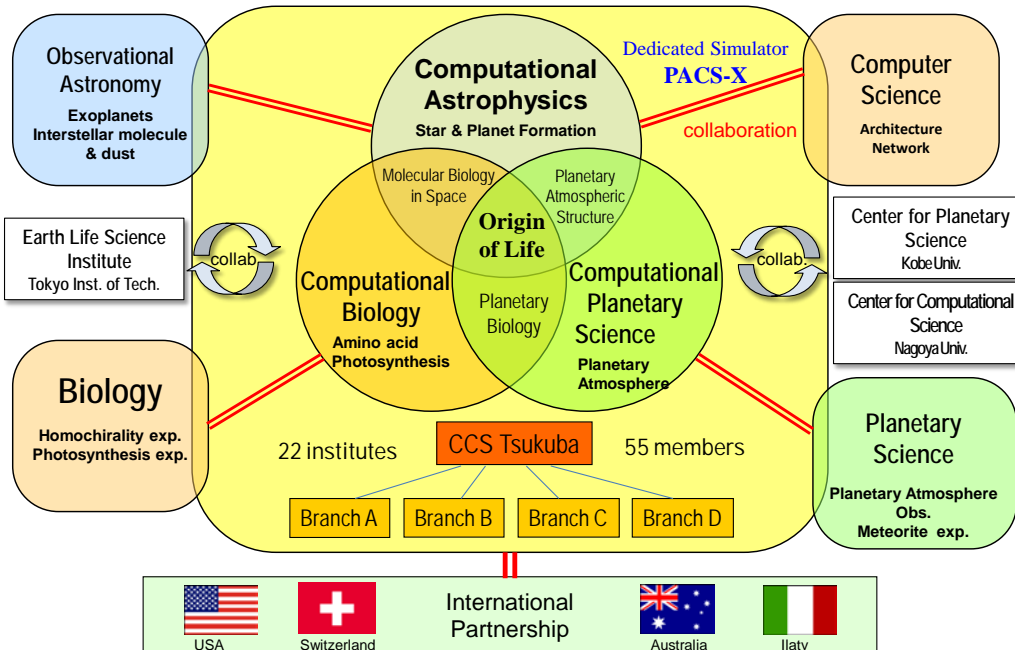 Observational
Astronomy
Exoplanets
Interstellar molecule
& dust
Computational
Astrophysics
Star & Planet Formation
Dedicated Simulator
PACS-X
collaboration
Computer
Science
Architecture
Network
Molecular Biology
in Space
Planetary
Atmospheric
Structure
Origin
of Life
Earth Life Science
Institute
Tokyo Inst. of Tech.
collab.
collab.
Center for Planetary
Science
Kobe Univ.
Center for Computational
Science
Nagoya Univ.
Computational
Biology
Amino acid
Photosynthesis
Planetary
Biology
Computational
Planetary
Science
Planetary
Atmosphere
Biology
Homochirality exp.
Photosynthesis exp.
22 institutes
CCS Tsukuba
55 members
Branch A
Branch B
Branch C
Branch D
Planetary
Science
Planetary Atmosphere
Obs.
Meteorite exp.
International
Partnership
USA
Switzerland
Australia
Ilaty